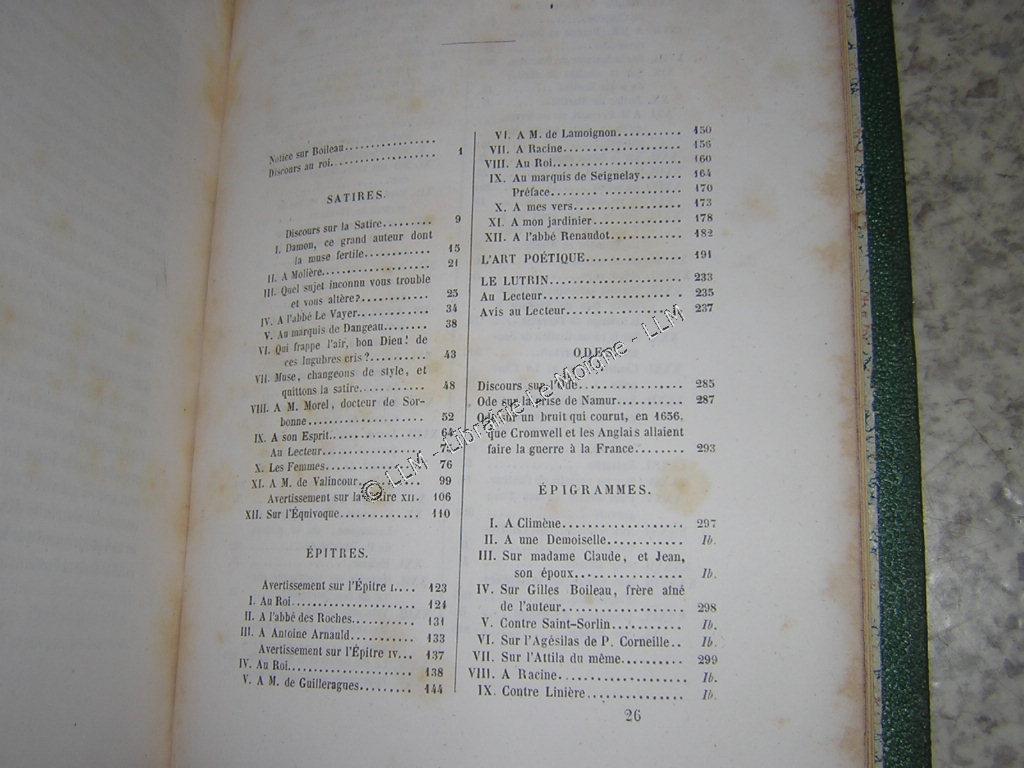 Notice sur Boileau................
Discours au roi.................... 1
SATIRES.
Discours sur la Satire......... 9
I. Damon, ce grand auteur dont
la muse fertile............ 15
II. A Molière.................... 21
III. Quel sujet inconnu vous trouble
et vous altère?............ 25
IV. A l'abbé Le Vayer............ 34
V. Au marquis de Dangeau....... 38
VI. Qui frappe l'air, bon Dieu! de
ces lugubres cris?.......... 43
VII. Muse, changeons de style, et
quittons la satire........... 48
VIII. A M. Morel, docteur de Sor-
bonne..................... 52
IX. A son Esprit................. 64
Au Lecteur.................
X. Les Femmes................. 76
XI. A M. de Valincour............ 99
Avertissement sur la Satire XII. 106
XII. Sur l'Équivoque.............. 110
ÉPITRES.
Avertissement sur l'Épitre I.... 123
I. Au Roi...................... 124
II. A l'abbé des Roches........... 131
III. A Antoine Arnauld............ 133
Avertissement sur l'Épitre IV... 137
IV. Au Roi...................... 138
V. A M. de Guilleragues......... 144
VI. A M. de Lamoignon........... 150
VII. A Racine.................... 156
VIII. Au Roi..................... 160
IX. Au marquis de Seignelay....... 164
Préface..................... 170
X. A mes vers.................. 173
XI. A mon jardinier.............. 178
XII. A l'abbé Renaudot............ 182
L'ART POÉTIQUE................ 191
LE LUTRIN...................... 233
Au Lecteur....................... 235
Avis au Lecteur................... 237
ODES.
Discours sur l'Ode................ 285
Ode sur la prise de Namur.......... 287
Ode sur un bruit qui courut, en 1656,
que Cromwell et les Anglais allaient
faire la guerre à la France........ 293
ÉPIGRAMMES.
I. A Climène................... 297
II. A une Demoiselle............. Ib.
III. Sur madame Claude, et Jean,
son époux.................. Ib.
IV. Sur Gilles Boileau, frère aîné
de l'auteur.................. 298
V. Contre Saint-Sorlin........... Ib.
VI. Sur l'Agésilas de P. Corneille.. Ib.
VII. Sur l'Attila du même.......... 299
VIII. A Racine................... Ib.
IX. Contre Linière............... Ib.
26
© LLM - Librairie Le Moigne - LLM